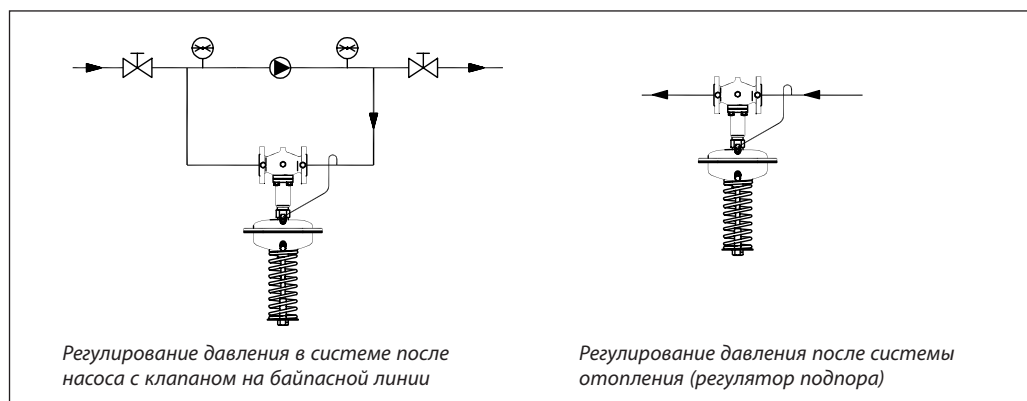 Регулирование давления в системе после
насоса с клапаном на байпасной линии
Регулирование давления после системы
отопления (регулятор подпора)